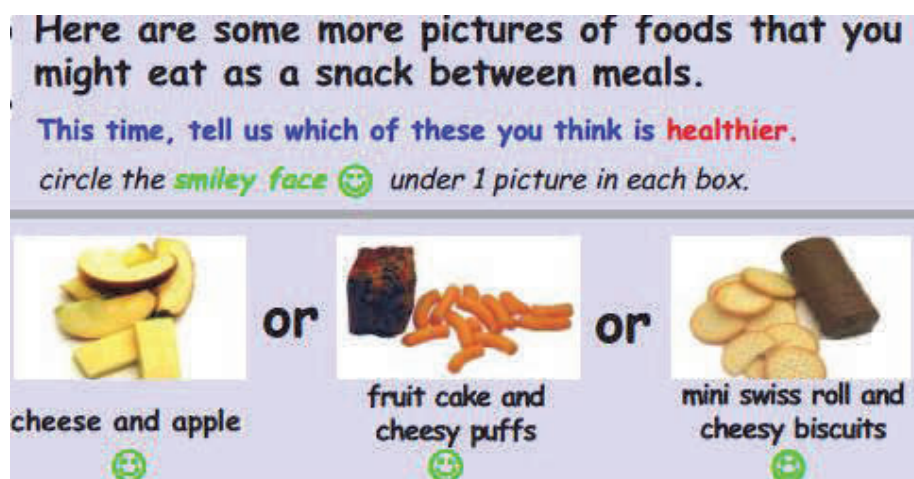 Here are some more pictures of foods that you
might eat as a snack between meals.
This time, tell us which of these you think is healthier.
circle the smiley face under 1 picture in each box.
or
or
cheese and apple
fruit cake and
cheesy puffs
mini swiss roll and
cheesy biscuits